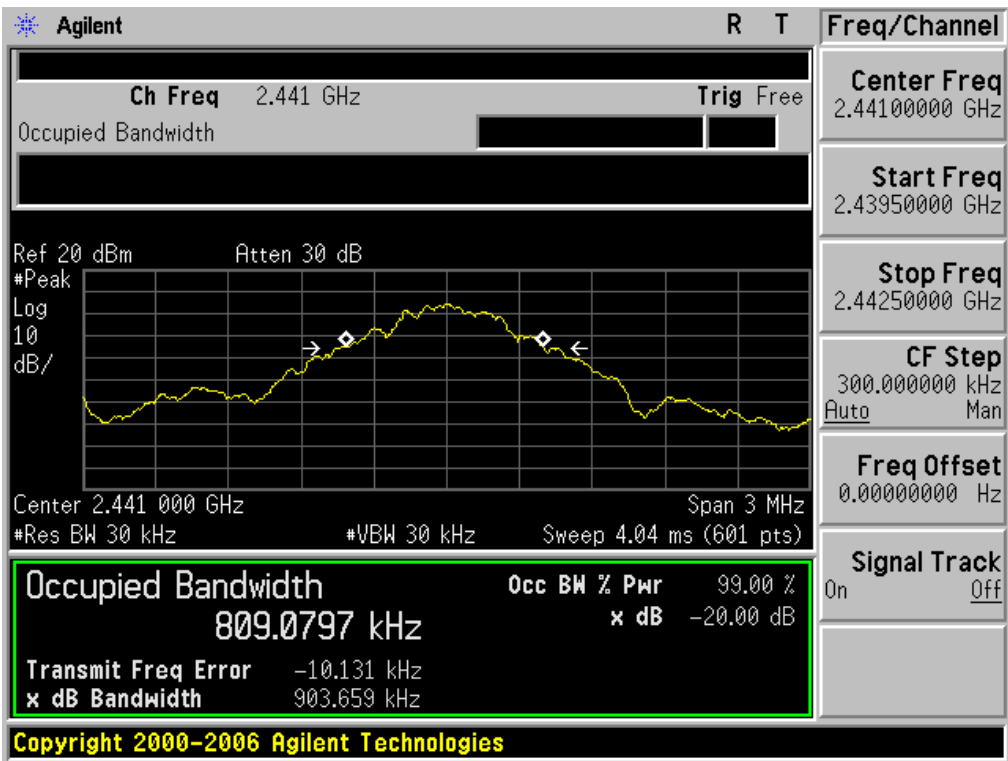 Agilent R T Freq/Channel
Ch Freq 2.441 GHz Trig Free
Occupied Bandwidth
Center Freq
2.44100000 GHz
Start Freq
2.43950000 GHz
Stop Freq
2.44250000 GHz
CF Step
300.000000 kHz
Auto Man
Freq Offset
0.00000000 Hz
Signal Track
On Off
Ref 20 dBm Atten 30 dB
#Peak
Log
10
dB/
Center 2.441 000 GHz Span 3 MHz
#Res BW 30 kHz #VBW 30 kHz Sweep 4.04 ms (601 pts)
Occupied Bandwidth Occ BW % Pwr 99.00 %
809.0797 kHz x dB -20.00 dB
Transmit Freq Error -10.131 kHz
x dB Bandwidth 903.659 kHz
Copyright 2000-2006 Agilent Technologies